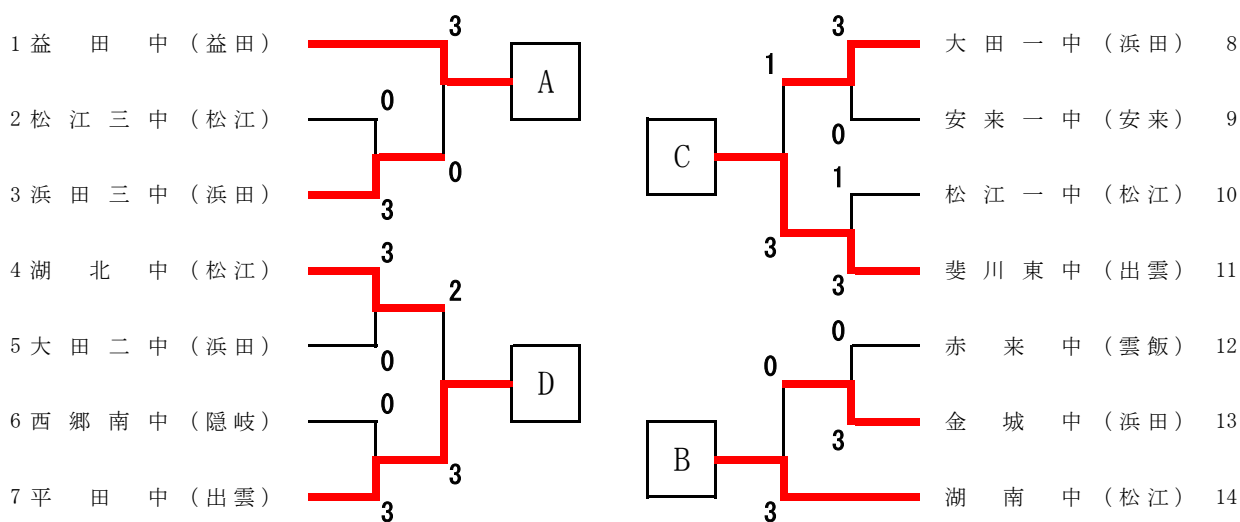 1 益田中 (益田)
3
A
0
2 松江三中 (松江)
0
3 浜田三中 (浜田)
3
4 湖北中 (松江)
3
2
5 大田二中 (浜田)
0
D
6 西郷南中 (隠岐)
0
3
7 平田中 (出雲)
3
3
大田一中 (浜田) 8
1
0
安来一中 (安来) 9
C
1
松江一中 (松江) 10
3
3
斐川東中 (出雲) 11
0
赤来中 (雲飯) 12
0
3
金城中 (浜田) 13
B
3
湖南中 (松江) 14